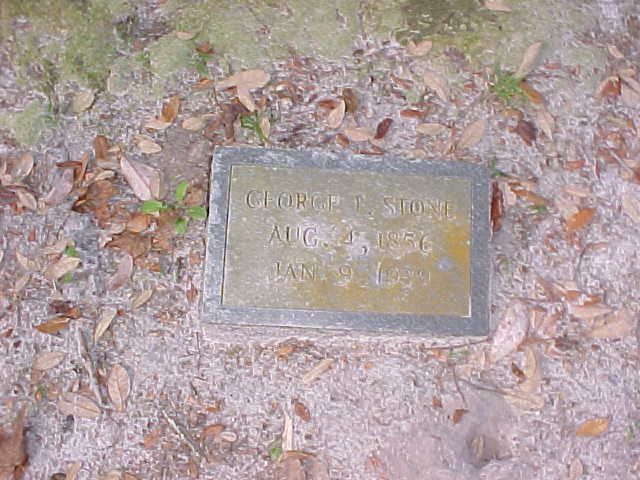 GEORGE STONE
AUG. 4, 1856
JAN. 9,